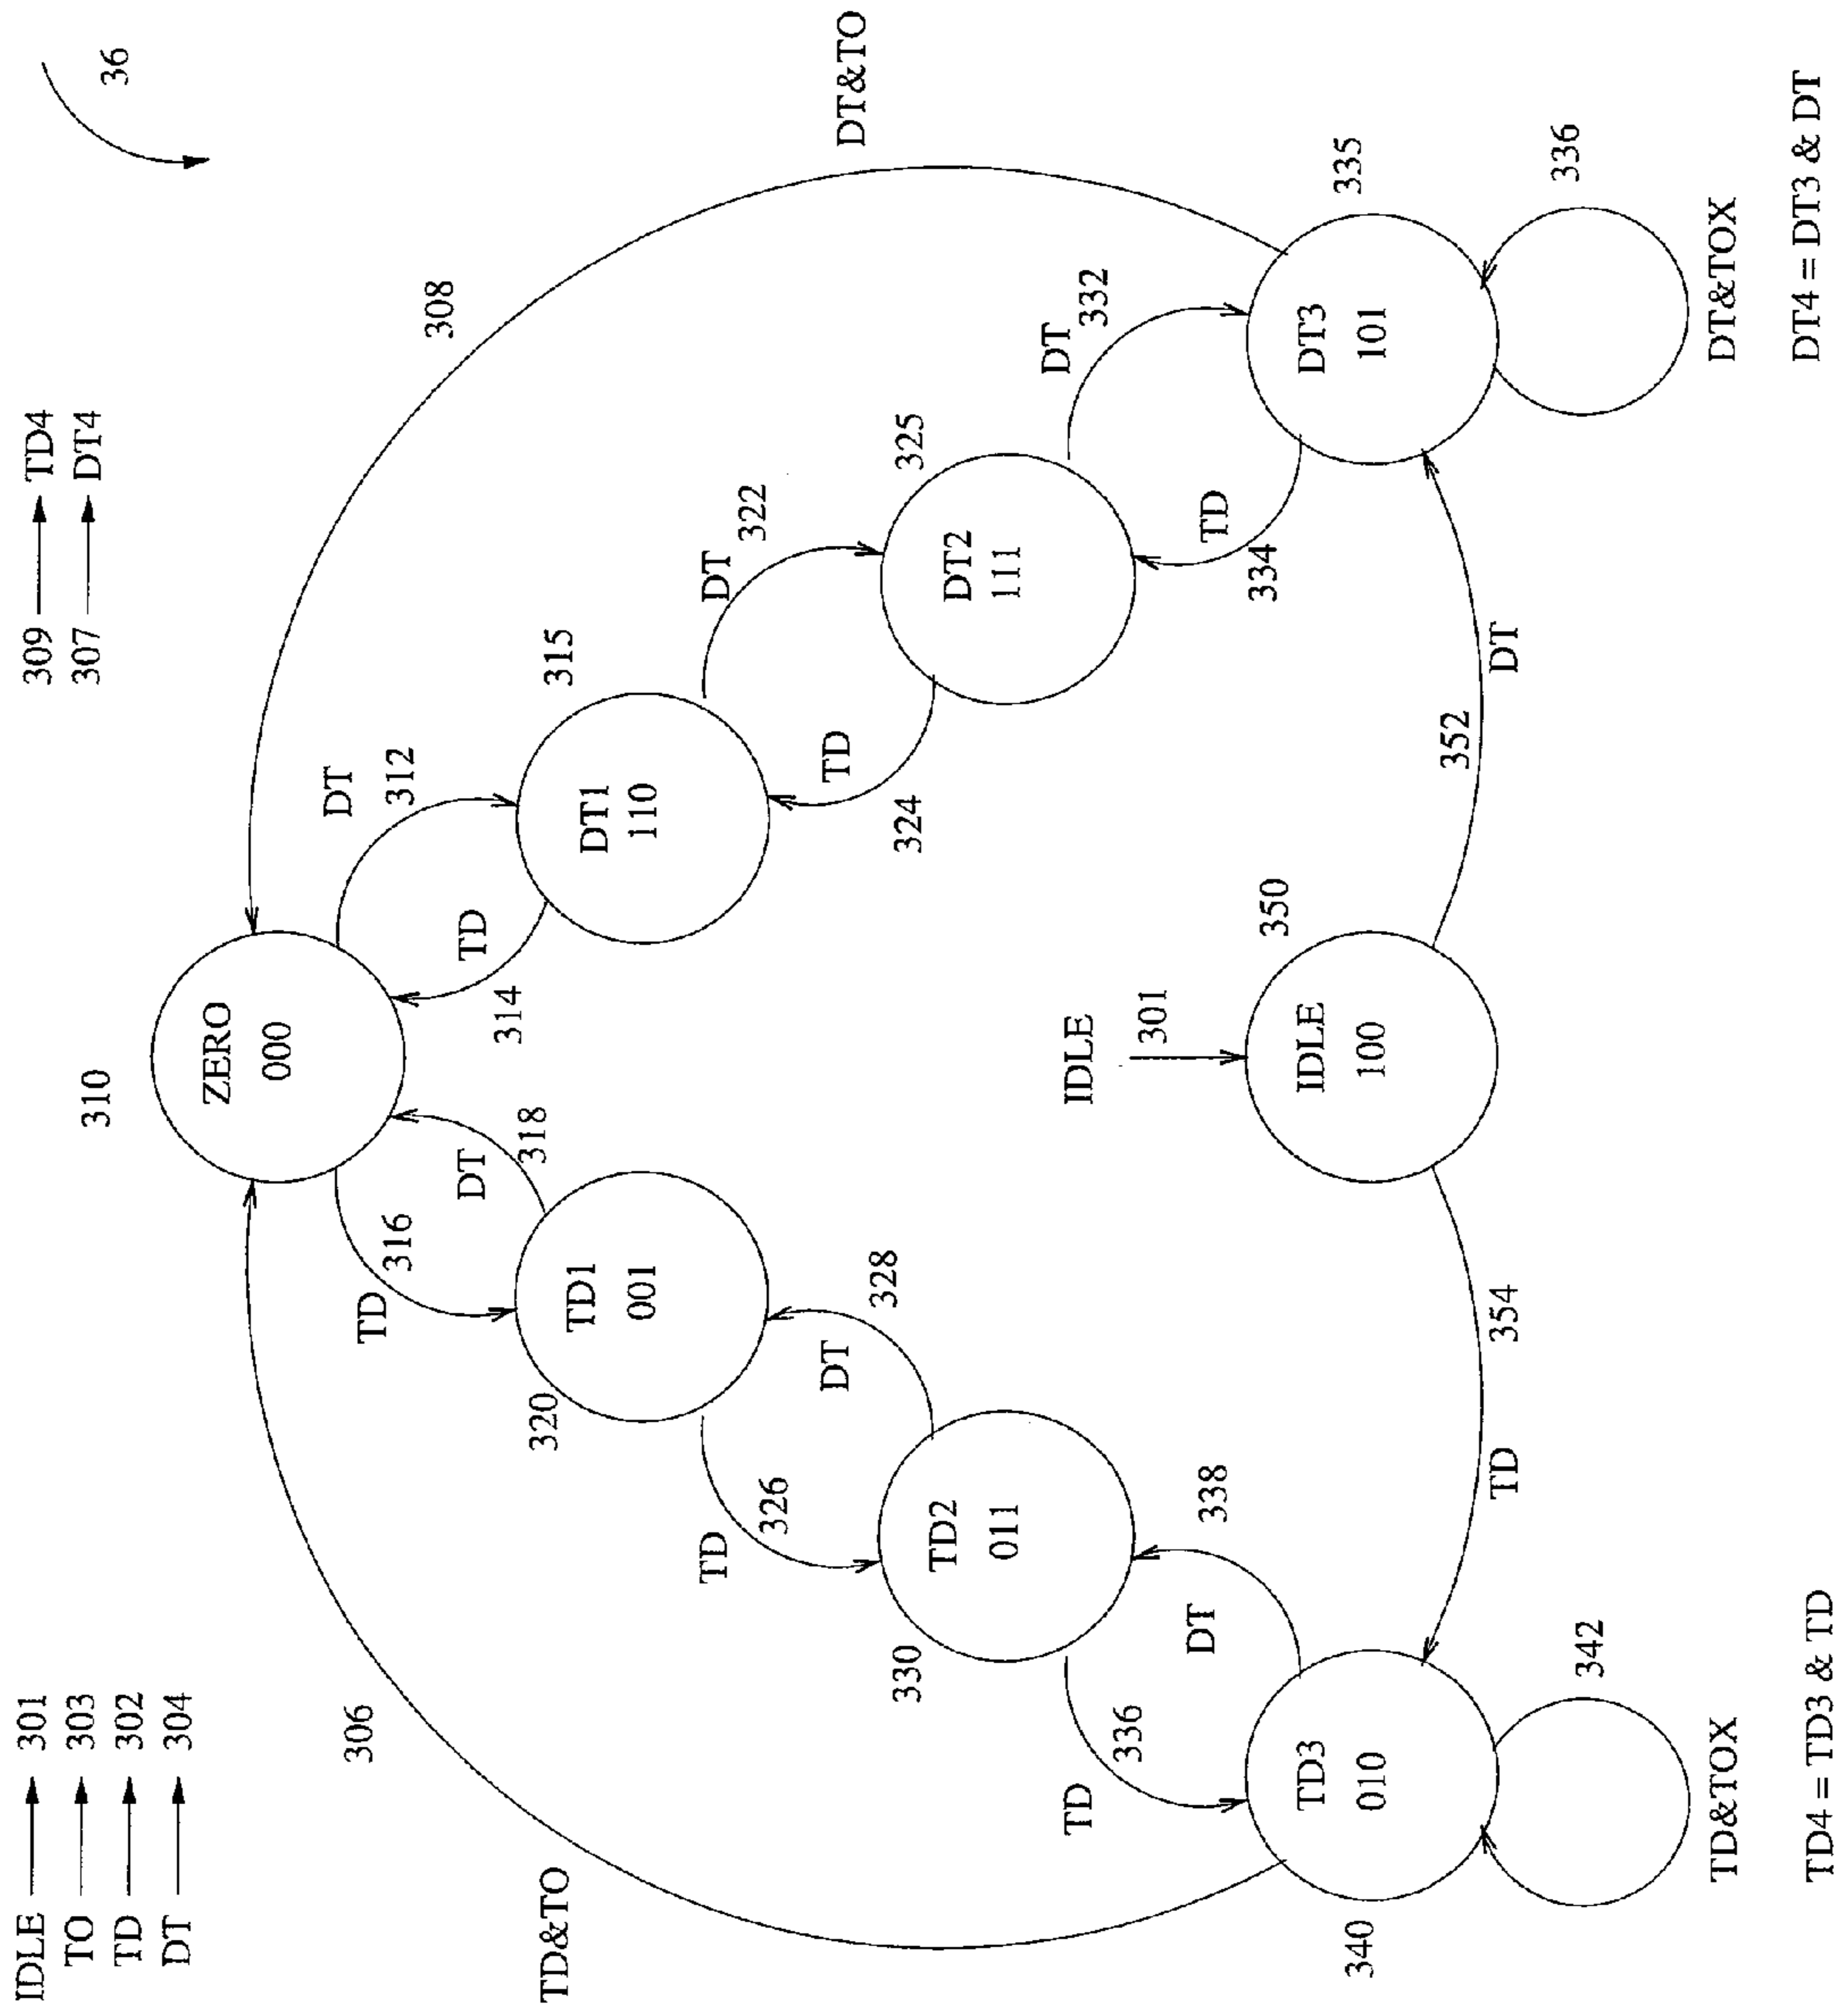 IDLE → 301
TO → 303
TD → 302
DT → 304
309 → TD4
307 → DT4
36
310
ZERO
000
306
308
TD&TO
DT&TO
TD
316
DT
318
TD
314
DT
312
320
TD1
001
DT1
110
315
TD
326
DT
328
TD
324
DT
322
330
TD2
011
DT2
111
325
TD
336
DT
338
TD
334
DT
332
IDLE
301
340
TD3
010
IDLE
100
350
DT3
101
335
354
TD
352
DT
342
336
TD&TOX
DT&TOX
TD4 = TD3 & TD
DT4 = DT3 & DT